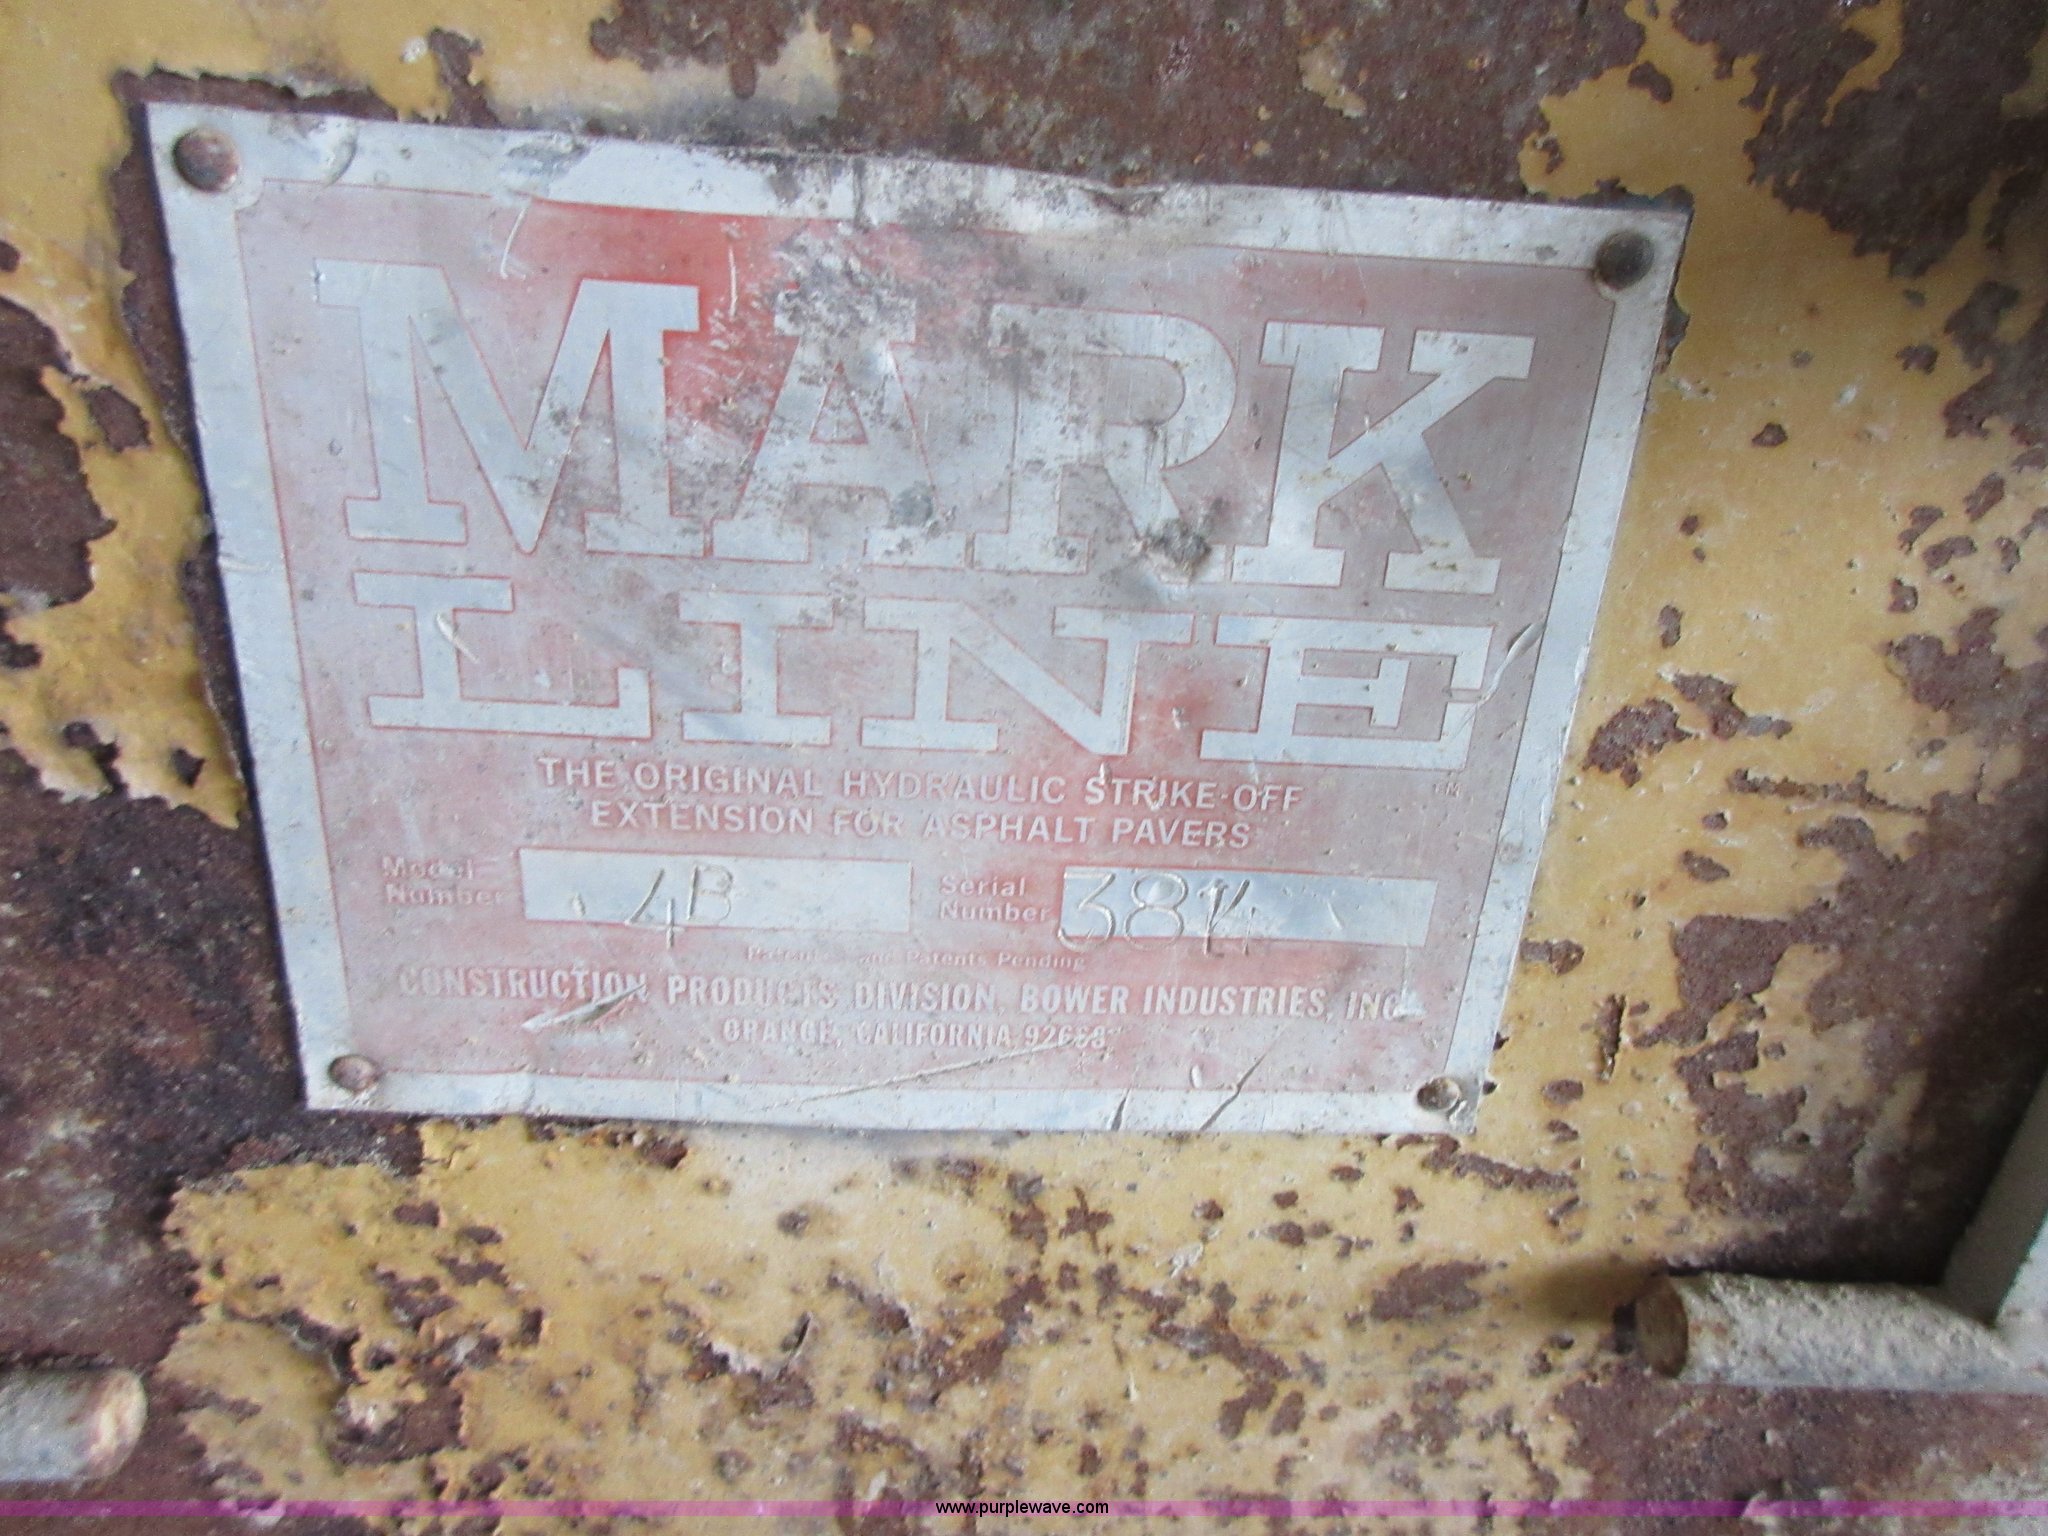 MARK
LINE
THE ORIGINAL HYDRAULIC STRIKE-OFF
EXTENSION FOR ASPHALT PAVERS
Model
Number 4B
Serial
Number
Patents and Patents Pending
CONSTRUCTION PRODUCTS DIVISION, BOWER INDUSTRIES, INC.
ORANGE, CALIFORNIA 92668
www.purplewave.com